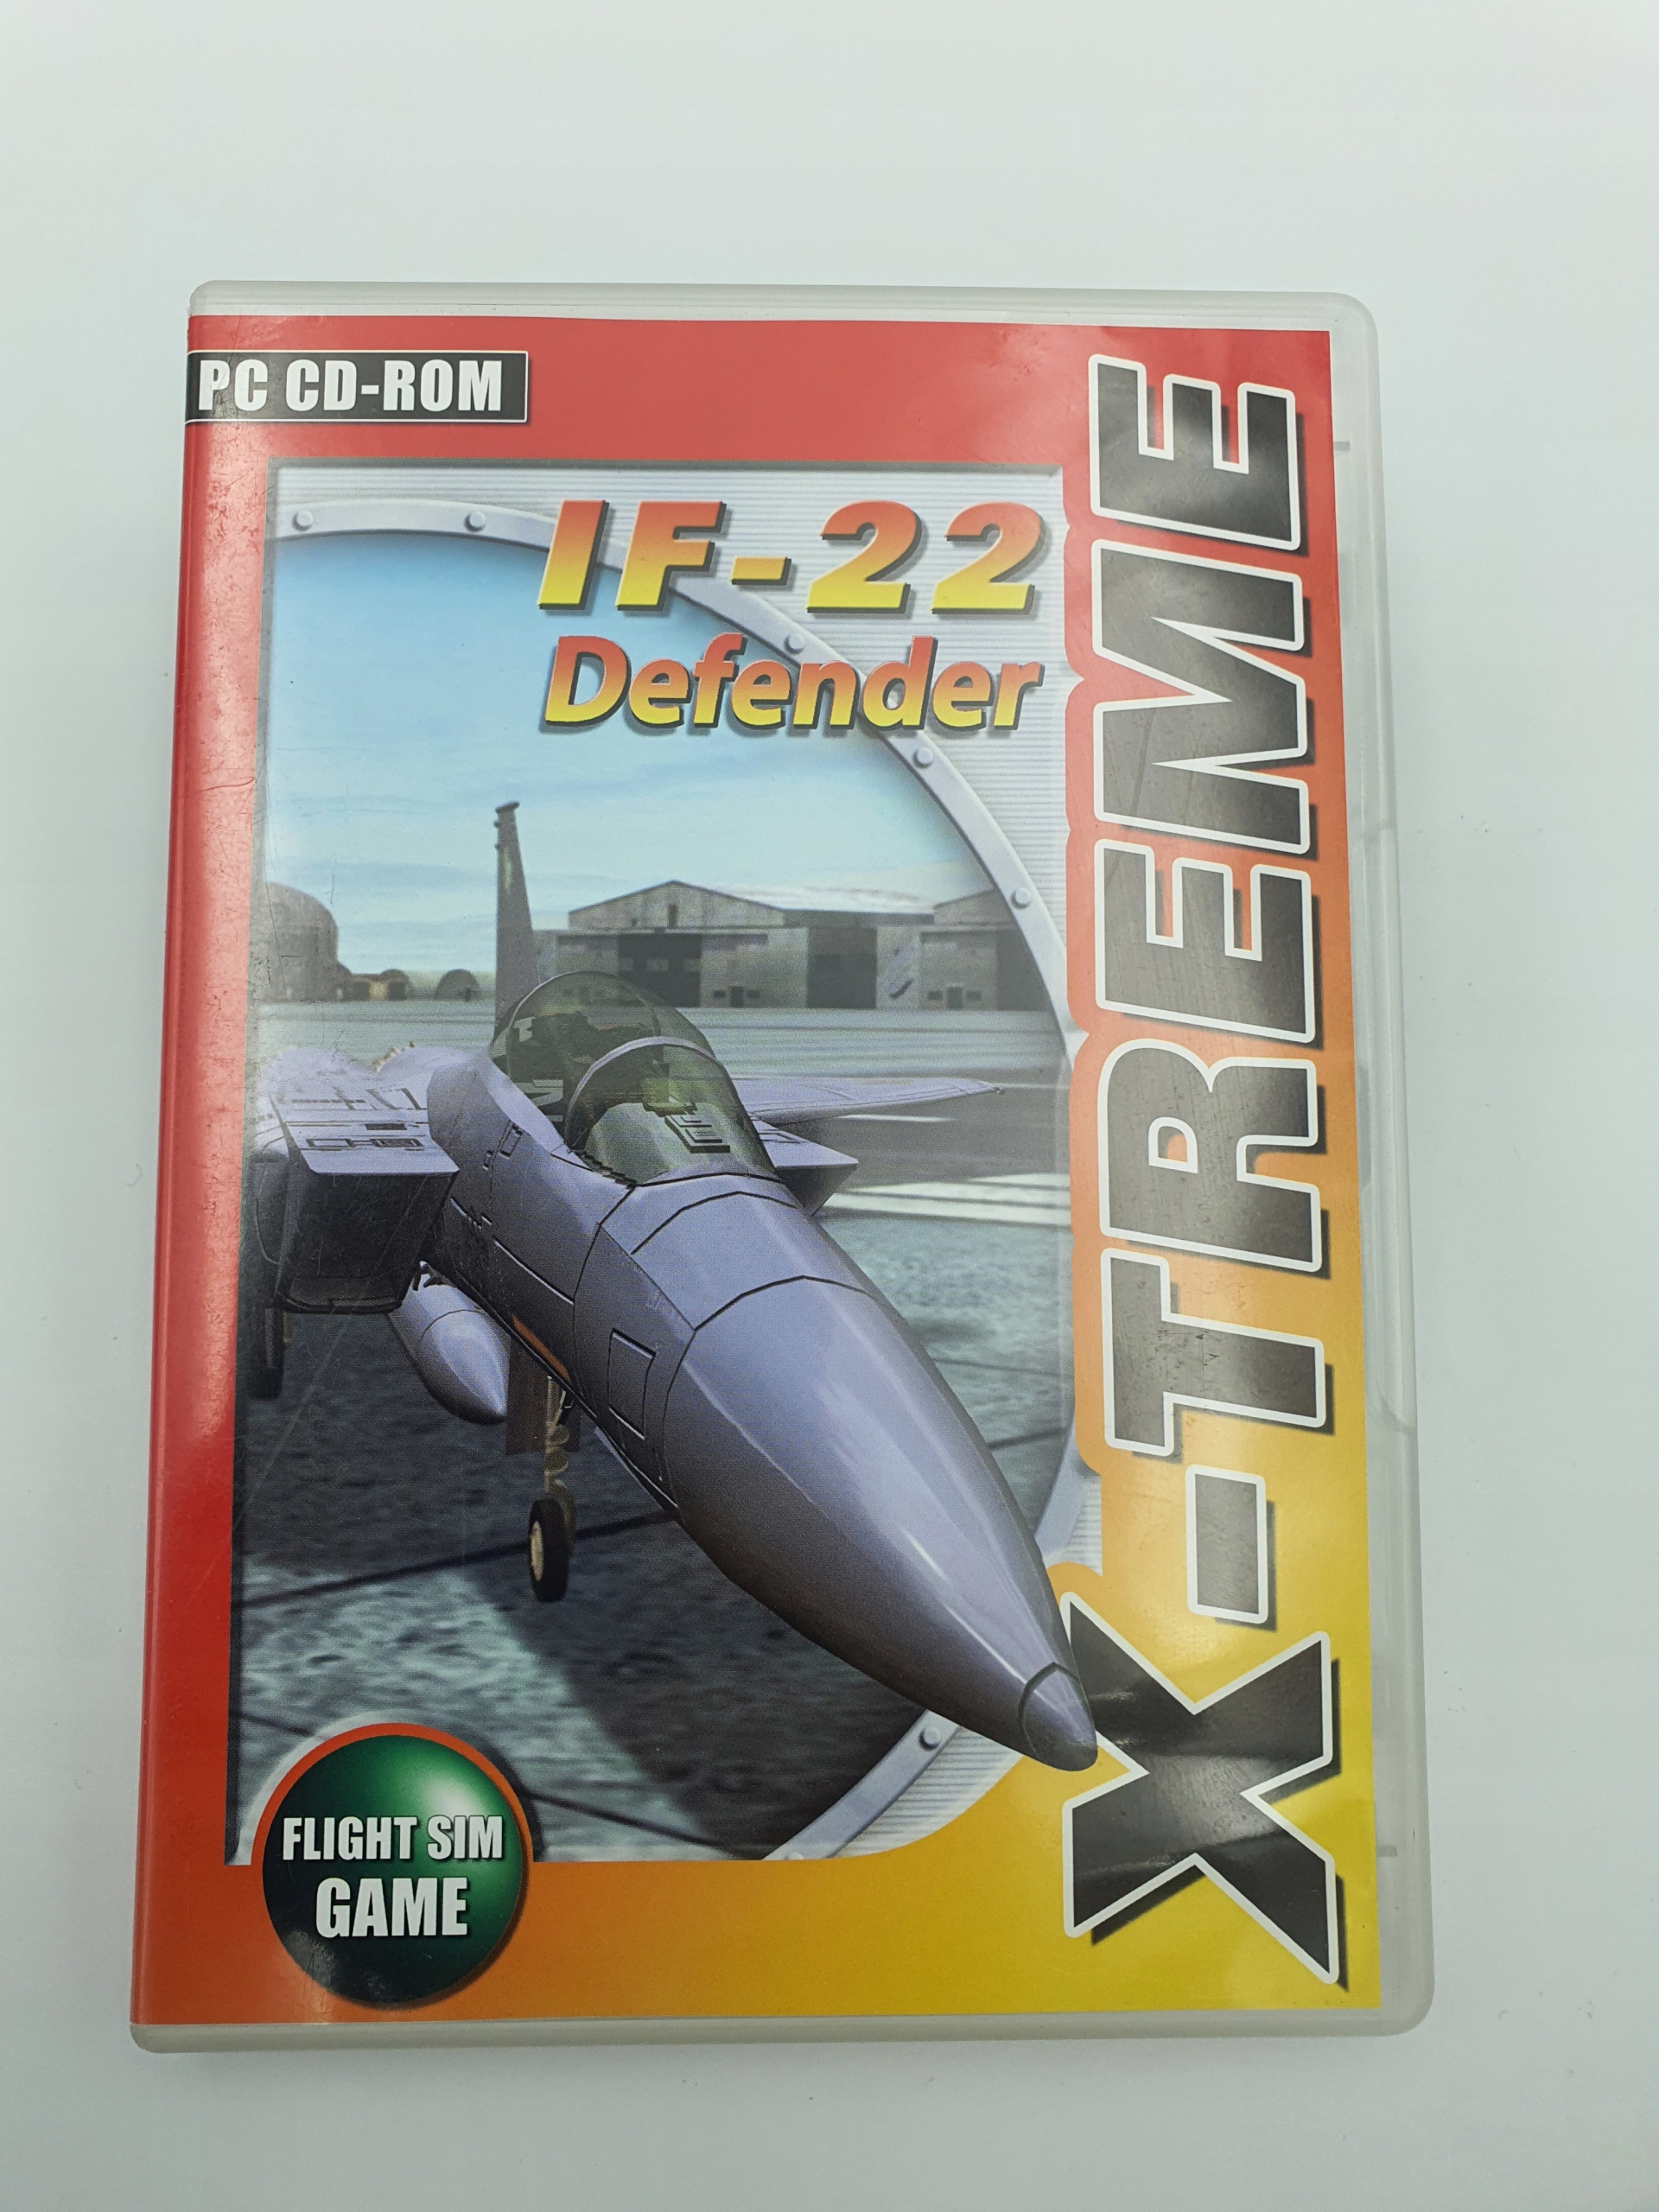 PC CD-ROM
IF-22
Defender
X-TREME
FLIGHT SIM
GAME